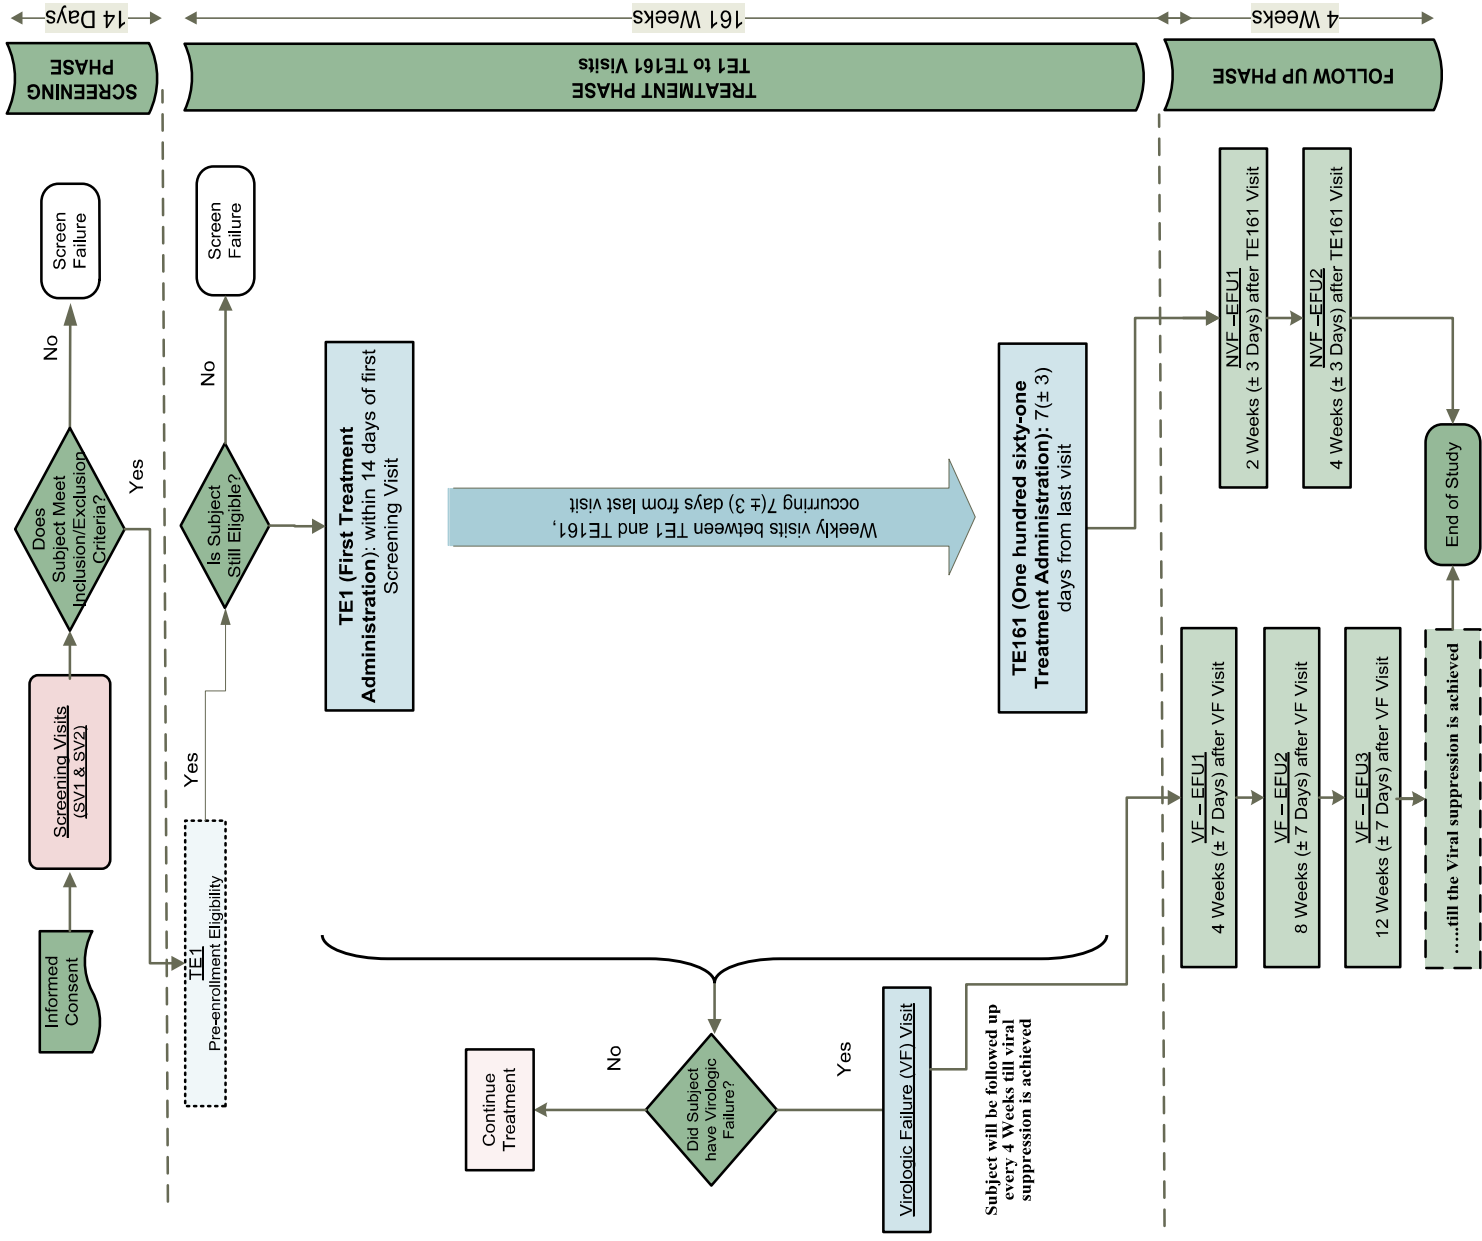 14 Days
SCREENING
PHASE
Informed
Consent
Screening Visits
(SV1 & SV2)
Does
Subject Meet
Inclusion/Exclusion
Criteria?
No
Screen
Failure
Yes
161 Weeks
TREATMENT PHASE
TE1 to TE161 Visits
TE1
Pre-enrollment Eligibility
Yes
Is Subject
Still Eligible?
No
Screen
Failure
TE1 (First Treatment
Administration): within 14 days of first
Screening Visit
Weekly visits between TE1 and TE161,
occurring 7(± 3) days from last visit
TE161 (One hundred sixty-one
Treatment Administration): 7(± 3)
days from last visit
Continue
Treatment
No
Did Subject
have Virologic
Failure?
Yes
Virologic Failure (VF) Visit
Subject will be followed up
every 4 Weeks till viral
suppression is achieved
4 Weeks
FOLLOW UP PHASE
VF – EFU1
4 Weeks (± 7 Days) after VF Visit
VF – EFU2
8 Weeks (± 7 Days) after VF Visit
VF – EFU3
12 Weeks (± 7 Days) after VF Visit
.....till the Viral suppression is achieved
NVF –EFU1
2 Weeks (± 3 Days) after TE161 Visit
NVF –EFU2
4 Weeks (± 3 Days) after TE161 Visit
End of Study